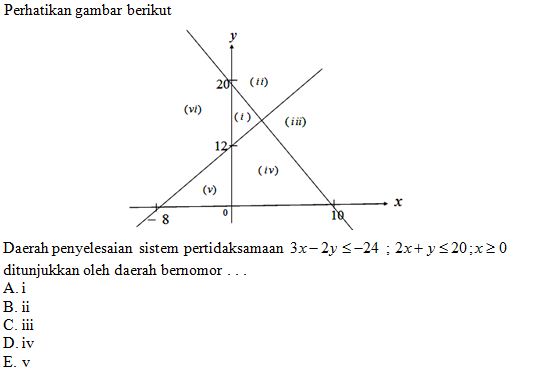 Perhatikan gambar berikut
y
20 (ii)
(vi) (i) (iii)
12
(iv)
(v)
0 x
– 8 10
Daerah penyelesaian sistem pertidaksamaan 3x − 2y ≤ −24 ; 2x + y ≤ 20 ; x ≥ 0
ditunjukkan oleh daerah bernomor . . .
A. i
B. ii
C. iii
D. iv
E. v